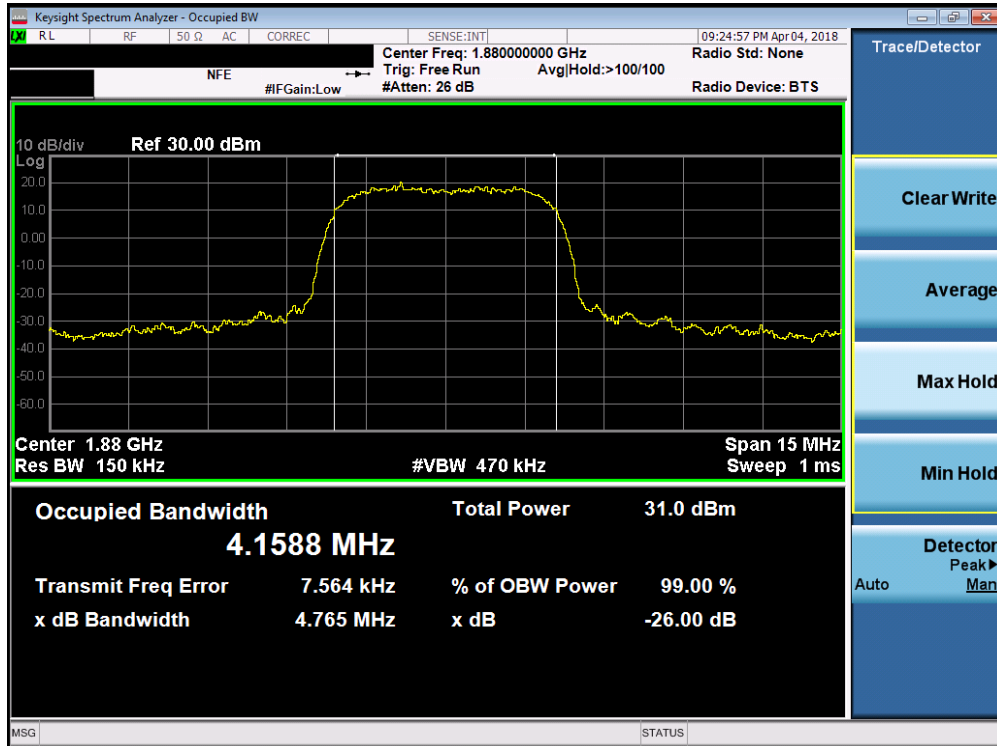 Keysight Spectrum Analyzer - Occupied BW
LXI RL RF 50 Ω AC CORREC SENSE:INT 09:24:57 PM Apr 04, 2018
Center Freq: 1.880000000 GHz Radio Std: None
NFE Trig: Free Run Avg|Hold:>100/100
#IFGain:Low #Atten: 26 dB Radio Device: BTS
10 dB/div Ref 30.00 dBm
Log
20.0
10.0
0.00
-10.0
-20.0
-30.0
-40.0
-50.0
-60.0
Center 1.88 GHz Span 15 MHz
Res BW 150 kHz #VBW 470 kHz Sweep 1 ms
Occupied Bandwidth Total Power 31.0 dBm
4.1588 MHz
Transmit Freq Error 7.564 kHz % of OBW Power 99.00 %
x dB Bandwidth 4.765 MHz x dB -26.00 dB
MSG STATUS
Trace/Detector
Clear Write
Average
Max Hold
Min Hold
Detector
Peak▶
Auto Man